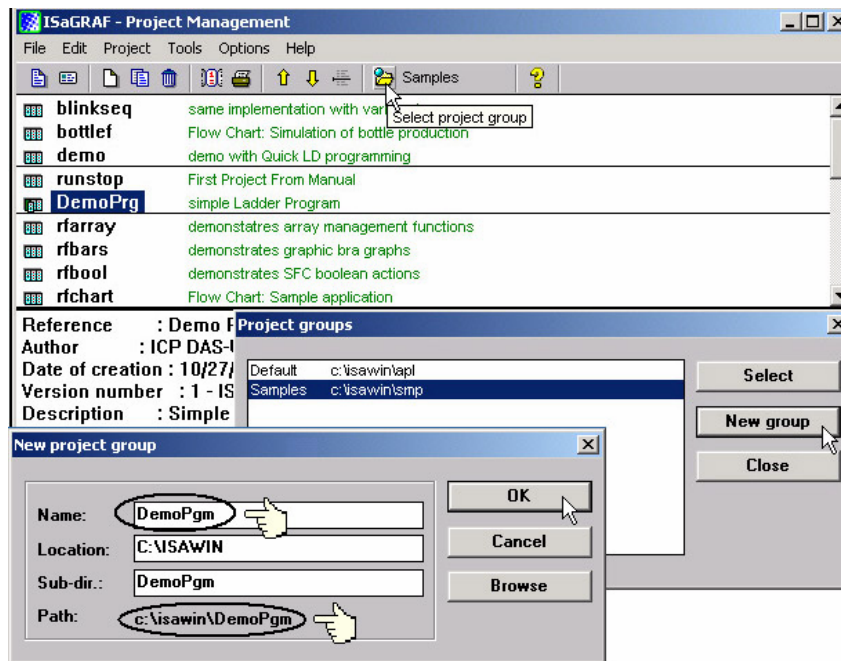 ISaGRAF - Project Management
File Edit Project Tools Options Help
Samples
Select project group
blinkseq same implementation with var
bottlef Flow Chart: Simulation of bottle production
demo demo with Quick LD programming
runstop First Project From Manual
DemoPrg simple Ladder Program
rfarray demonstatres array management functions
rfbars demonstrates graphic bra graphs
rfbool demonstrates SFC boolean actions
rfchart Flow Chart: Sample application
Reference : Demo
Author : ICP DAS-
Date of creation : 10/27/
Version number : 1 - IS
Description : Simple
Project groups
Default c:\isawin\apl
Samples c:\isawin\smp
Select
New group
Close
New project group
Name: DemoPgm
Location: C:\ISAWIN
Sub-dir.: DemoPgm
Path: c:\isawin\DemoPgm
OK
Cancel
Browse